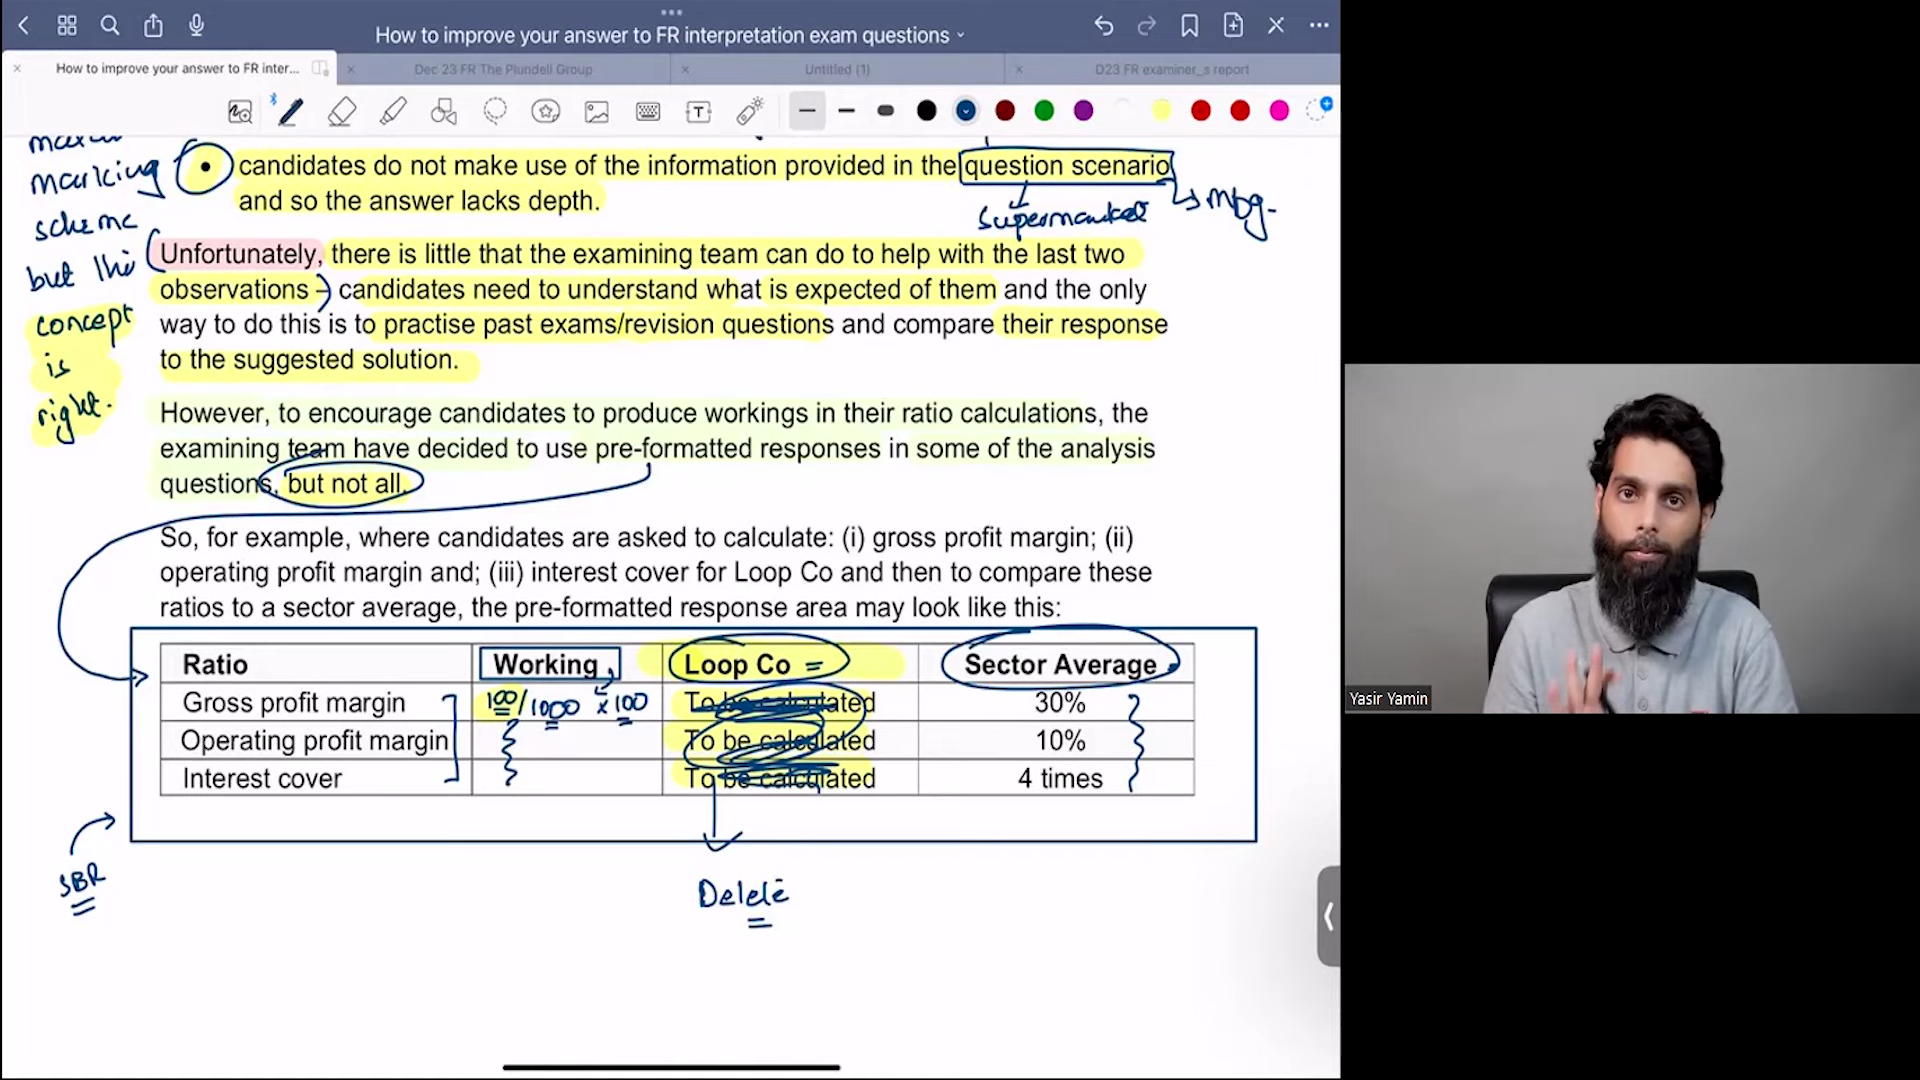 How to improve your answer to FR interpretation exam questions
How to improve your answer to FR inter...
Dec 23 FR The Plundell Group
Untitled (1)
D23 FR examiner_s report
marking
scheme
but this
concept
is
right.
• candidates do not make use of the information provided in the question scenario
and so the answer lacks depth.
Supermarket
Mfg.
Unfortunately, there is little that the examining team can do to help with the last two
observations – candidates need to understand what is expected of them and the only
way to do this is to practise past exams/revision questions and compare their response
to the suggested solution.
However, to encourage candidates to produce workings in their ratio calculations, the
examining team have decided to use pre-formatted responses in some of the analysis
questions, but not all.
So, for example, where candidates are asked to calculate: (i) gross profit margin; (ii)
operating profit margin and; (iii) interest cover for Loop Co and then to compare these
ratios to a sector average, the pre-formatted response area may look like this:
Ratio Working Loop Co = Sector Average
Gross profit margin 100/1000 x 100 To be calculated 30%
Operating profit margin To be calculated 10%
Interest cover To be calculated 4 times
SBR
Delete
Yasir Yamin